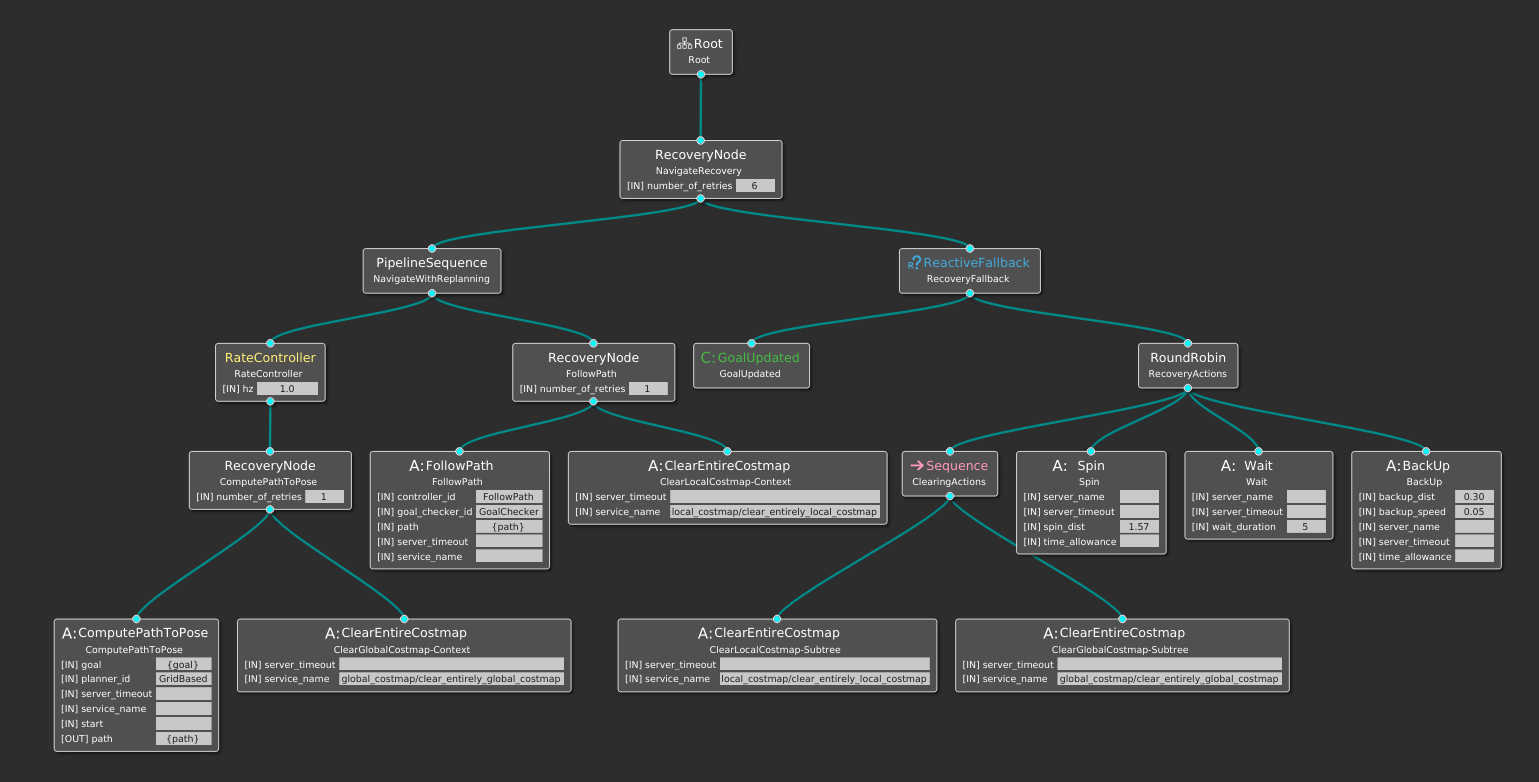 Root
Root
RecoveryNode
NavigateRecovery
[IN] number_of_retries 6
PipelineSequence
NavigateWithReplanning
R? ReactiveFallback
RecoveryFallback
RateController
RateController
[IN] hz 1.0
RecoveryNode
FollowPath
[IN] number_of_retries 1
C: GoalUpdated
GoalUpdated
RoundRobin
RecoveryActions
RecoveryNode
ComputePathToPose
[IN] number_of_retries 1
A: FollowPath
FollowPath
[IN] controller_id FollowPath
[IN] goal_checker_id GoalChecker
[IN] path {path}
[IN] server_timeout
[IN] service_name
A: ClearEntireCostmap
ClearLocalCostmap-Context
[IN] server_timeout
[IN] service_name local_costmap/clear_entirely_local_costmap
Sequence
ClearingActions
A: Spin
Spin
[IN] server_name
[IN] server_timeout
[IN] spin_dist 1.57
[IN] time_allowance
A: Wait
Wait
[IN] server_name
[IN] server_timeout
[IN] wait_duration 5
A: BackUp
BackUp
[IN] backup_dist 0.30
[IN] backup_speed 0.05
[IN] server_name
[IN] server_timeout
[IN] time_allowance
A: ComputePathToPose
ComputePathToPose
[IN] goal {goal}
[IN] planner_id GridBased
[IN] server_timeout
[IN] service_name
[IN] start
[OUT] path {path}
A: ClearEntireCostmap
ClearGlobalCostmap-Context
[IN] server_timeout
[IN] service_name global_costmap/clear_entirely_global_costmap
A: ClearEntireCostmap
ClearLocalCostmap-Subtree
[IN] server_timeout
[IN] service_name local_costmap/clear_entirely_local_costmap
A: ClearEntireCostmap
ClearGlobalCostmap-Subtree
[IN] server_timeout
[IN] service_name global_costmap/clear_entirely_global_costmap